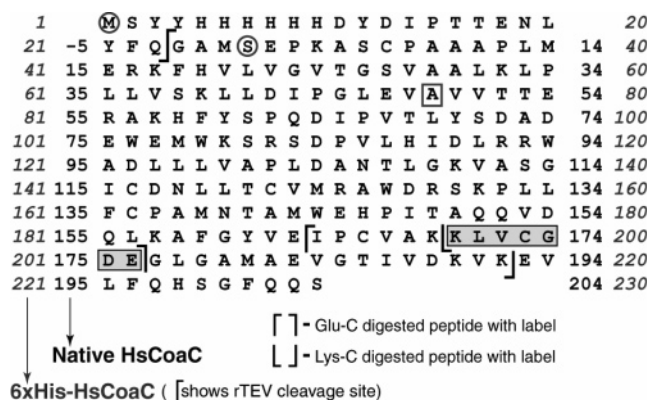 1 M S Y Y H H H H H H D Y D I P T T E N L 20
21 -5 Y F Q G A M S E P K A S C P A A A P L M 14 40
41 15 E R K F H V L V G V T G S V A A L K L P 34 60
61 35 L L V S K L L D I P G L E V A V V T T E 54 80
81 55 R A K H F Y S P Q D I P V T L Y S D A D 74 100
101 75 E W E M W K S R S D P V L H I D L R R W 94 120
121 95 A D L L L V A P L D A N T L G K V A S G 114 140
141 115 I C D N L L T C V M R A W D R S K P L L 134 160
161 135 F C P A M N T A M W E H P I T A Q Q V D 154 180
181 155 Q L K A F G Y V E I P C V A K K L V C G 174 200
201 175 D E G L G A M A E V G T I V D K V K E V 194 220
221 195 L F Q H S G F Q Q S 204 230
- Glu-C digested peptide with label
Native HsCoaC
- Lys-C digested peptide with label
6xHis-HsCoaC ( shows rTEV cleavage site)